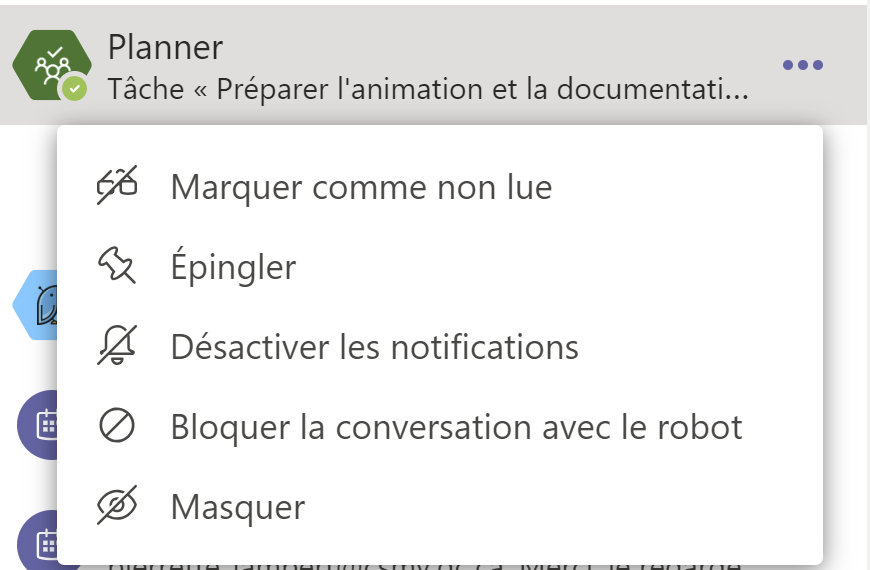 Planner
Tâche « Préparer l'animation et la documentati...
Marquer comme non lue
Épingler
Désactiver les notifications
Bloquer la conversation avec le robot
Masquer